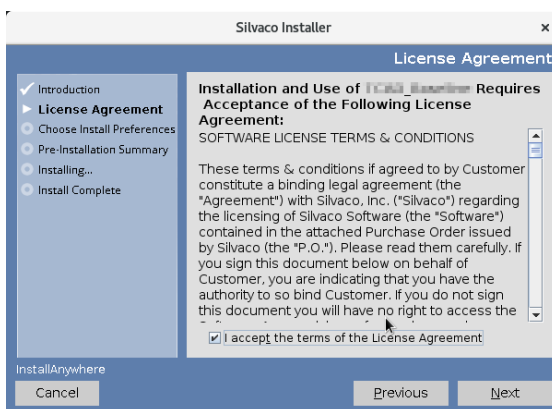 Silvaco Installer
×
License Agreement
Introduction
License Agreement
Choose Install Preferences
Pre-Installation Summary
Installing...
Install Complete
Installation and Use of Requires
Acceptance of the Following License
Agreement:
SOFTWARE LICENSE TERMS & CONDITIONS
These terms & conditions if agreed to by Customer
constitute a binding legal agreement (the
"Agreement") with Silvaco, Inc. ("Silvaco") regarding
the licensing of Silvaco Software (the "Software")
contained in the attached Purchase Order issued
by Silvaco (the "P.O."). Please read them carefully. If
you sign this document below on behalf of
Customer, you are indicating that you have the
authority to so bind Customer. If you do not sign
this document you will have no right to access the
I accept the terms of the License Agreement
InstallAnywhere
Cancel
Previous
Next